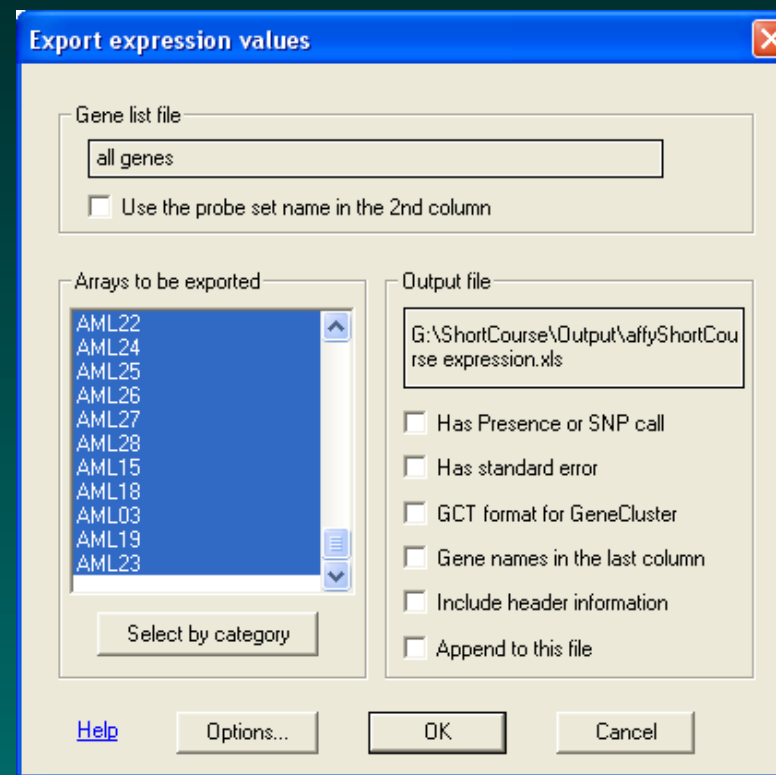 Export expression values
Gene list file
all genes
Use the probe set name in the 2nd column
Arrays to be exported
AML22
AML24
AML25
AML26
AML27
AML28
AML15
AML18
AML03
AML19
AML23
Select by category
Output file
G:\ShortCourse\Output\affyShortCou
rse expression.xls
Has Presence or SNP call
Has standard error
GCT format for GeneCluster
Gene names in the last column
Include header information
Append to this file
Help
Options...
OK
Cancel